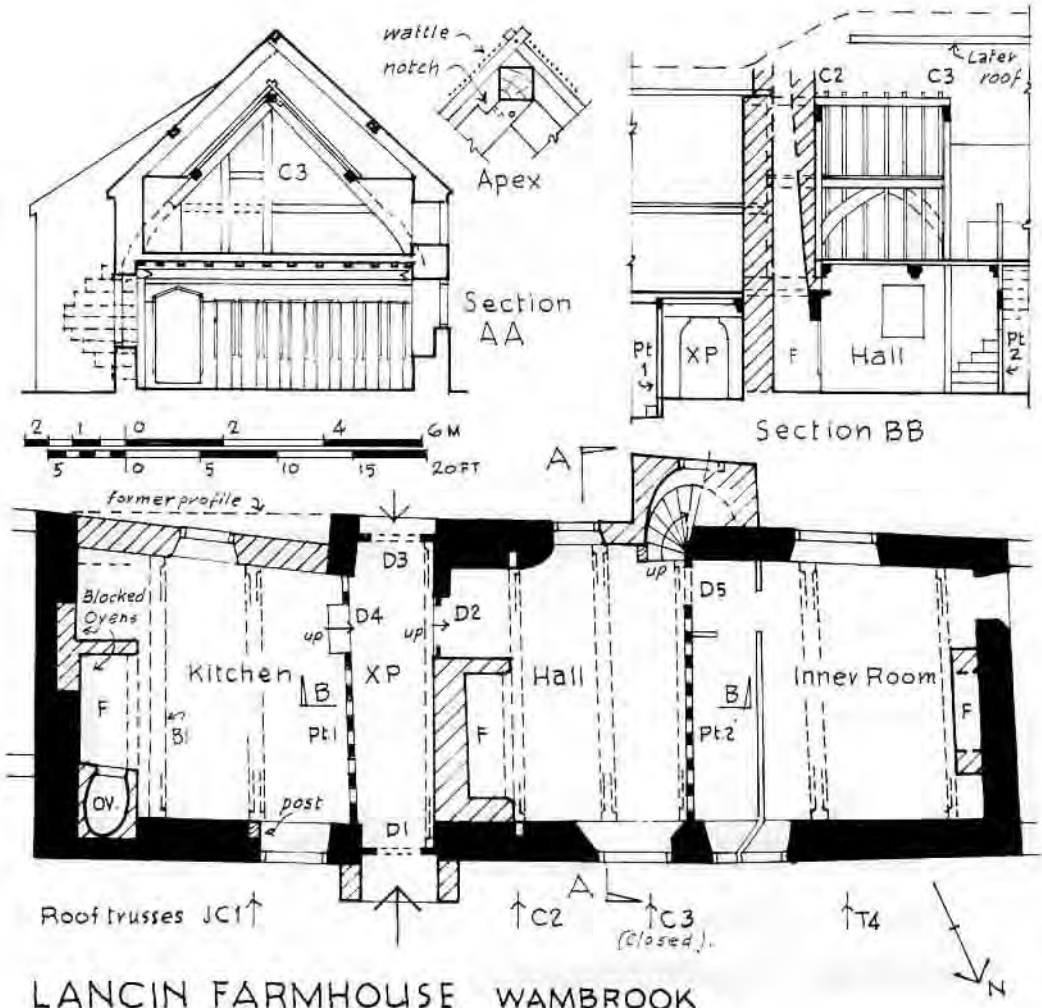 wattle
notch
C3
Apex
Section
AA
C2 C3
Later
roof
Pt
1
XP
F
Hall
Pt
2
Section BB
2 1 0 2 4 6 M
5 0 5 10 15 20FT
former profile
A
Blocked
Ovens
F
OV.
B1
Kitchen
B
Pt1
post
up
D4
D3
XP
D1
up
D2
F
Hall
up
D5
Pt2
B
Inner Room
F
A
Roof trusses JC1
C2
C3
(Closed).
T4
N
LANCIN FARMHOUSE WAMBROOK